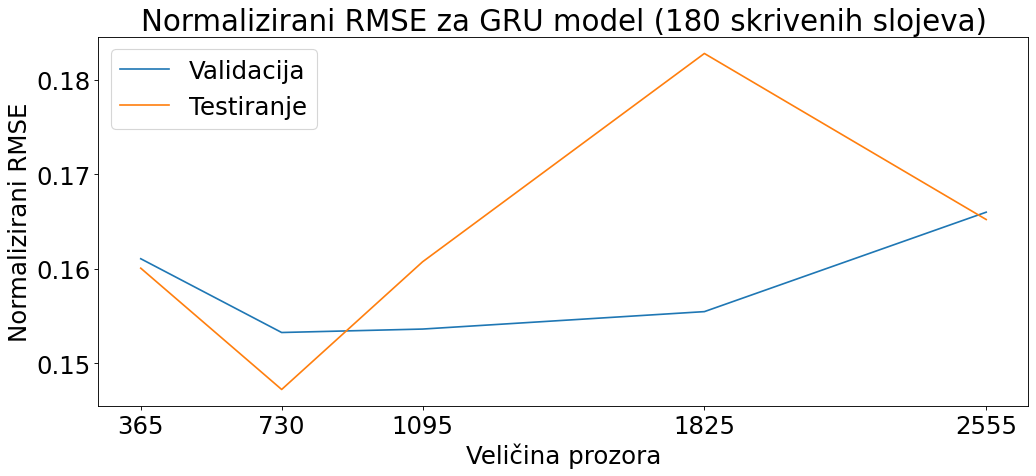 Normalizirani RMSE za GRU model (180 skrivenih slojeva)
Validacija
Testiranje
Normalizirani RMSE
0.18
0.17
0.16
0.15
365 730 1095 1825 2555
Veličina prozora